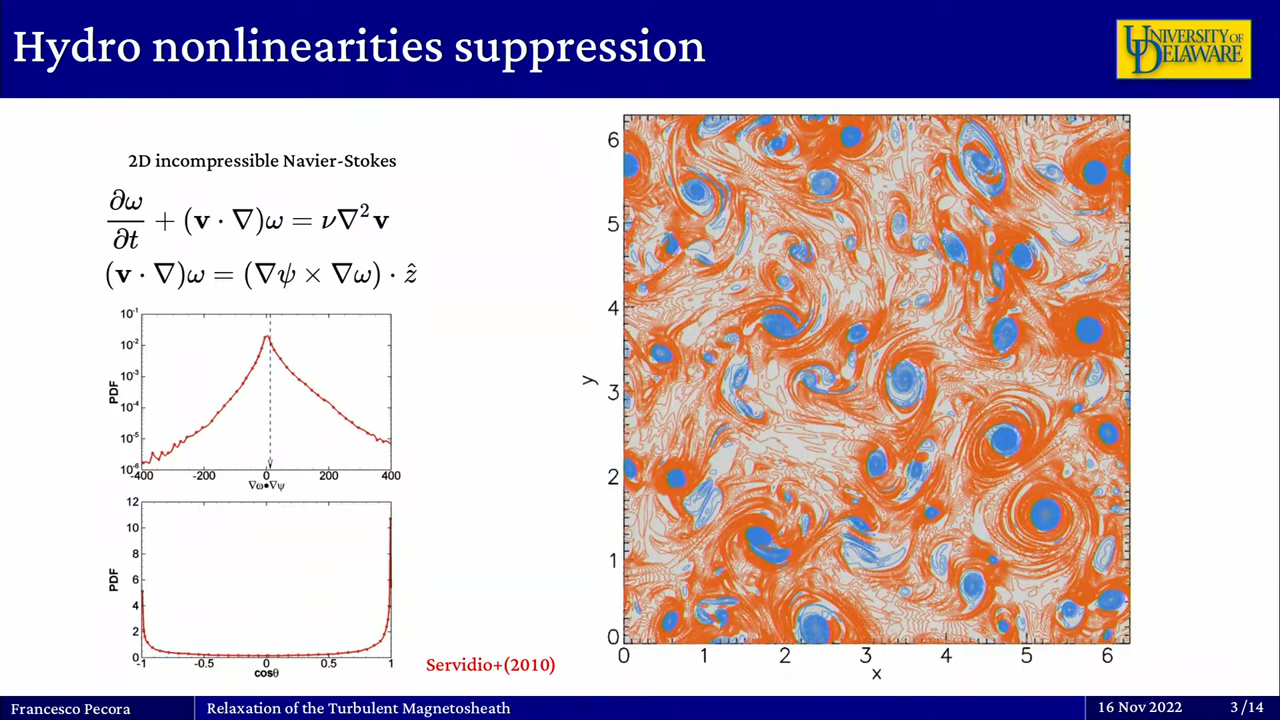 Hydro nonlinearities suppression
UNIVERSITY OF DELAWARE
2D incompressible Navier-Stokes
∂ω/∂t + (v · ∇)ω = ν∇²v
(v · ∇)ω = (∇ψ × ∇ω) · ẑ
10⁻¹
10⁻²
10⁻³
10⁻⁴
10⁻⁵
10⁻⁶
PDF
-400 -200 0 200 400
∇ω•∇ψ
12
10
8
6
4
2
0
PDF
-1 -0.5 0 0.5 1
cosθ
Servidio+(2010)
6
5
4
3
2
1
0
y
0 1 2 3 4 5 6
x
Francesco Pecora Relaxation of the Turbulent Magnetosheath 16 Nov 2022 3 /14